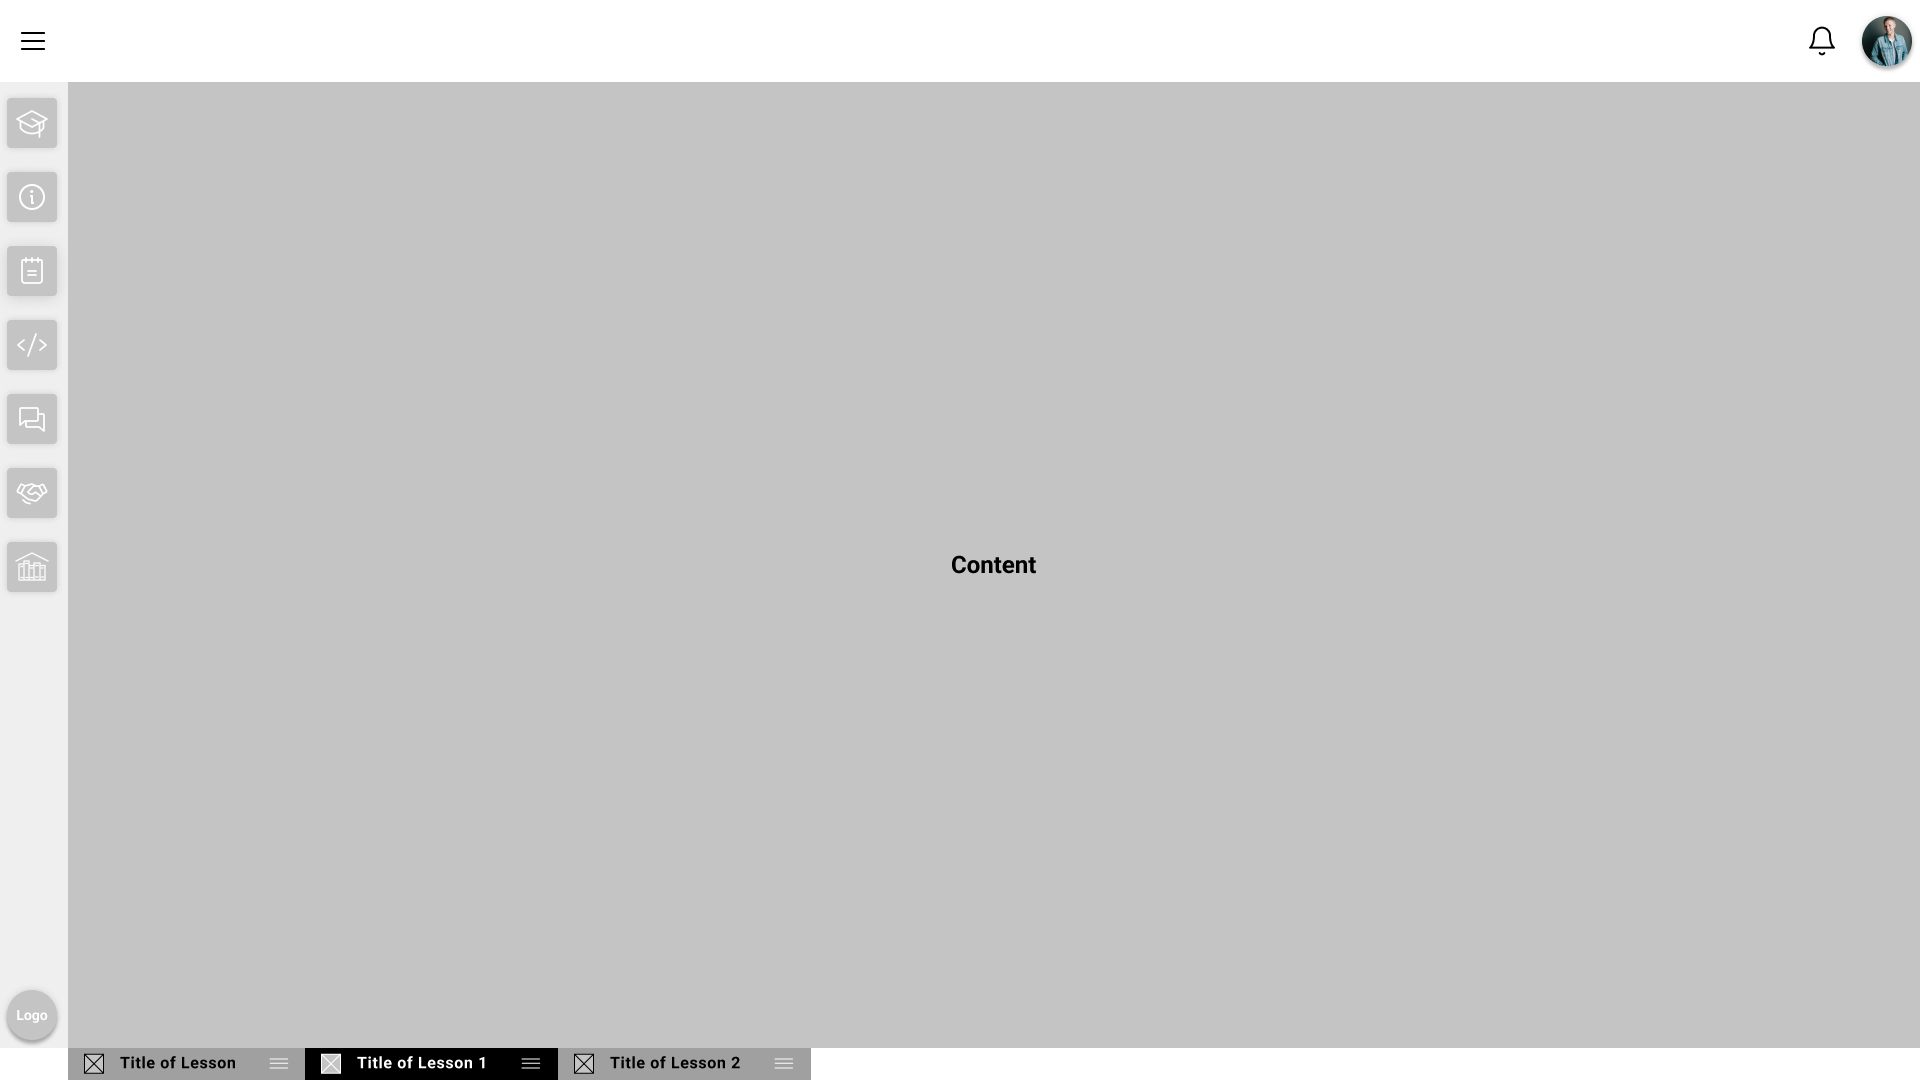 Content
Logo
Title of Lesson
Title of Lesson 1
Title of Lesson 2